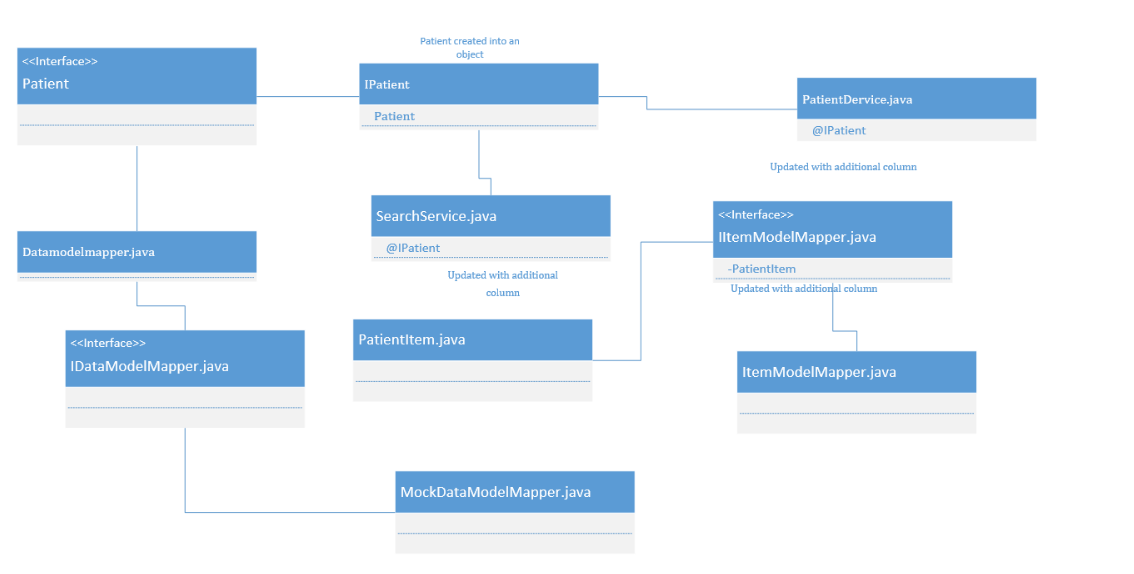 Patient created into an
object
<<Interface>>
Patient
IPatient
Patient
PatientDervice.java
@IPatient
Updated with additional column
SearchService.java
@IPatient
Updated with additional
column
<<Interface>>
IItemModelMapper.java
-PatientItem
Updated with additional column
Datamodelmapper.java
<<Interface>>
IDataModelMapper.java
PatientItem.java
ItemModelMapper.java
MockDataModelMapper.java